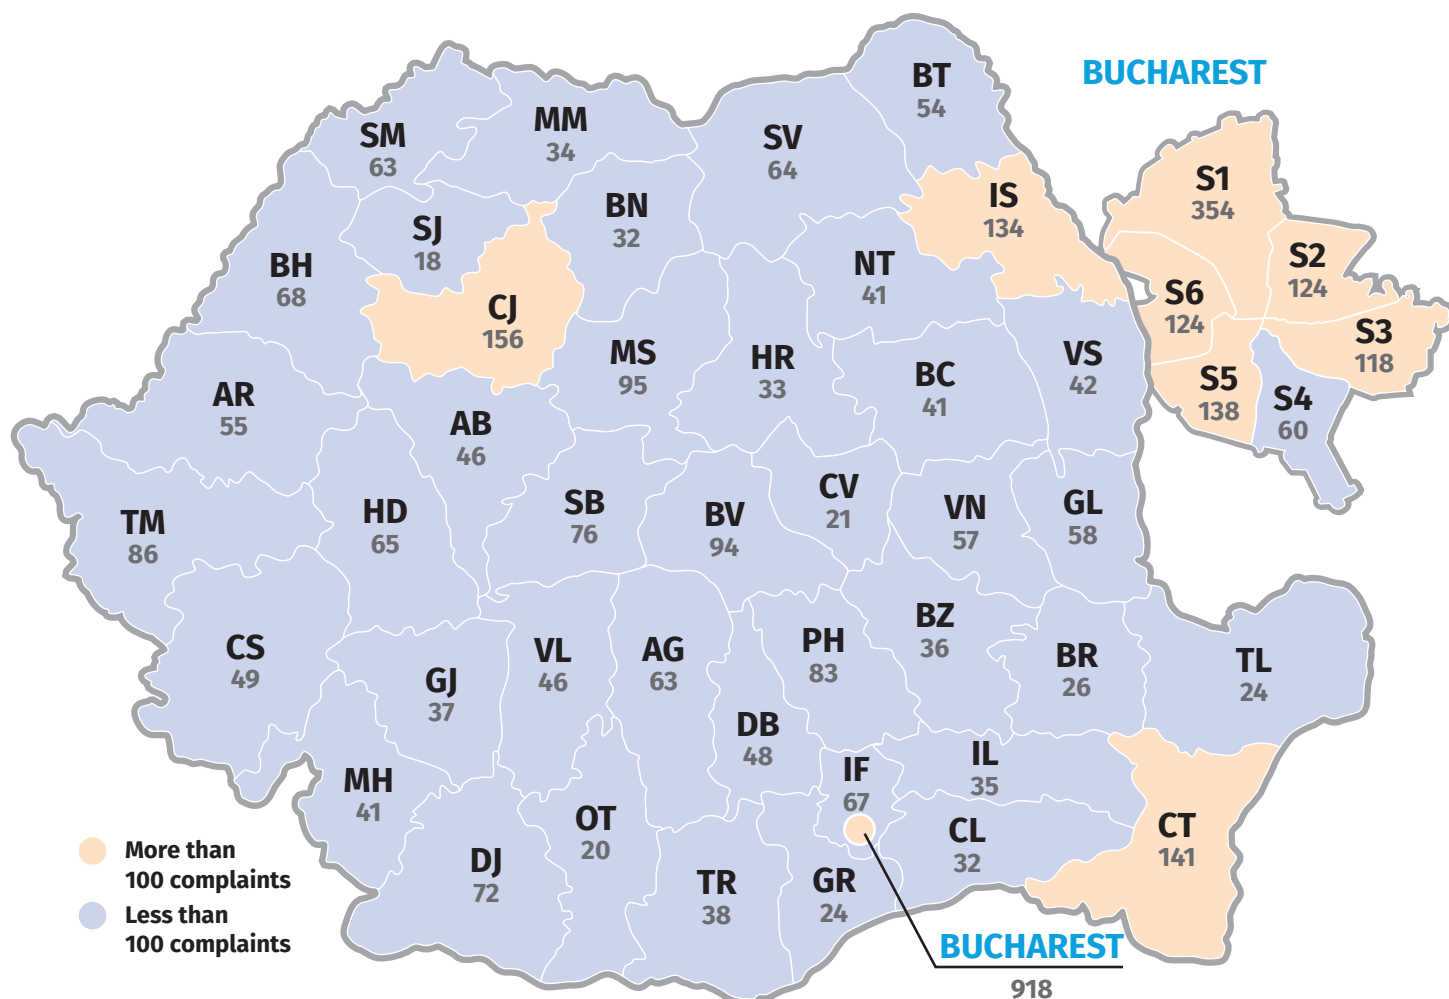 BUCHAREST
BT
54
SM
63
MM
34
SV
64
S1
354
IS
134
BN
32
SJ
18
BH
68
NT
41
S2
124
S6
124
CJ
156
S3
118
MS
95
HR
33
VS
42
BC
41
S5
138
S4
60
AR
55
AB
46
CV
21
SB
76
BV
94
VN
57
GL
58
TM
86
HD
65
BZ
36
PH
83
CS
49
VL
46
AG
63
BR
26
TL
24
GJ
37
DB
48
IL
35
IF
67
MH
41
OT
20
CL
32
CT
141
DJ
72
TR
38
GR
24
More than
100 complaints
Less than
100 complaints
BUCHAREST
918